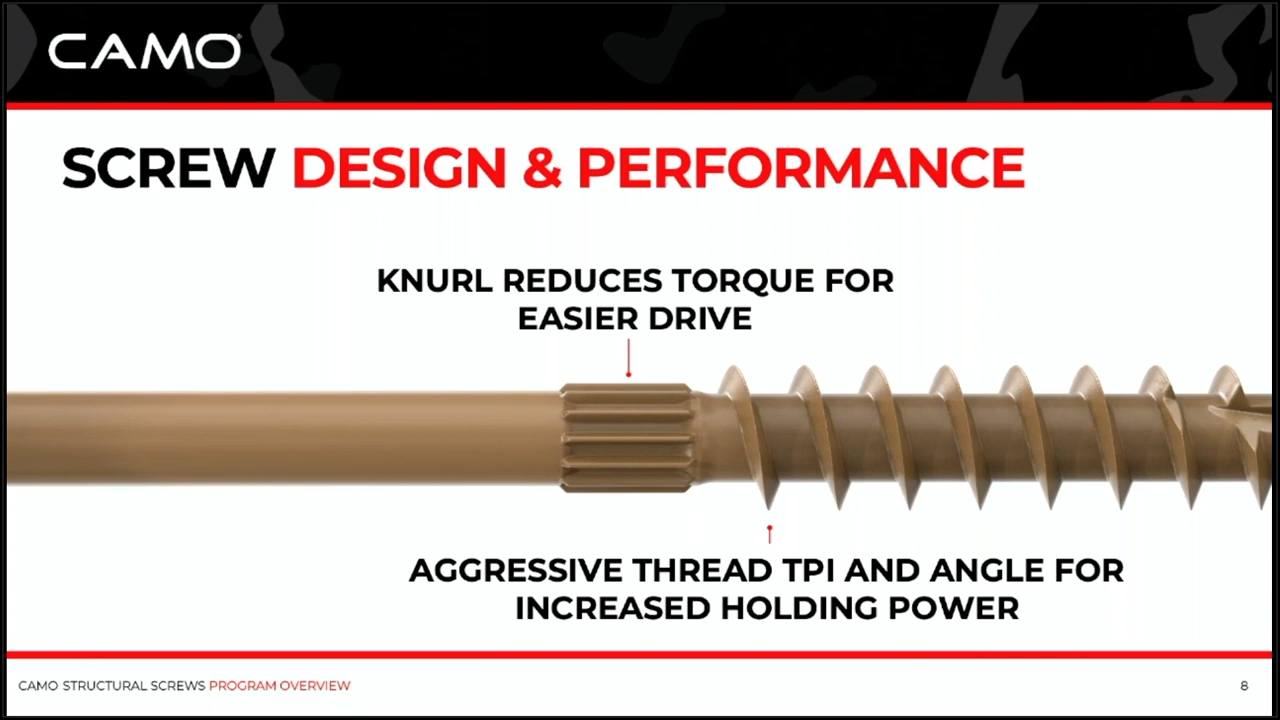 CAMO®
SCREW DESIGN & PERFORMANCE
KNURL REDUCES TORQUE FOR
EASIER DRIVE
AGGRESSIVE THREAD TPI AND ANGLE FOR
INCREASED HOLDING POWER
CAMO STRUCTURAL SCREWS PROGRAM OVERVIEW
8